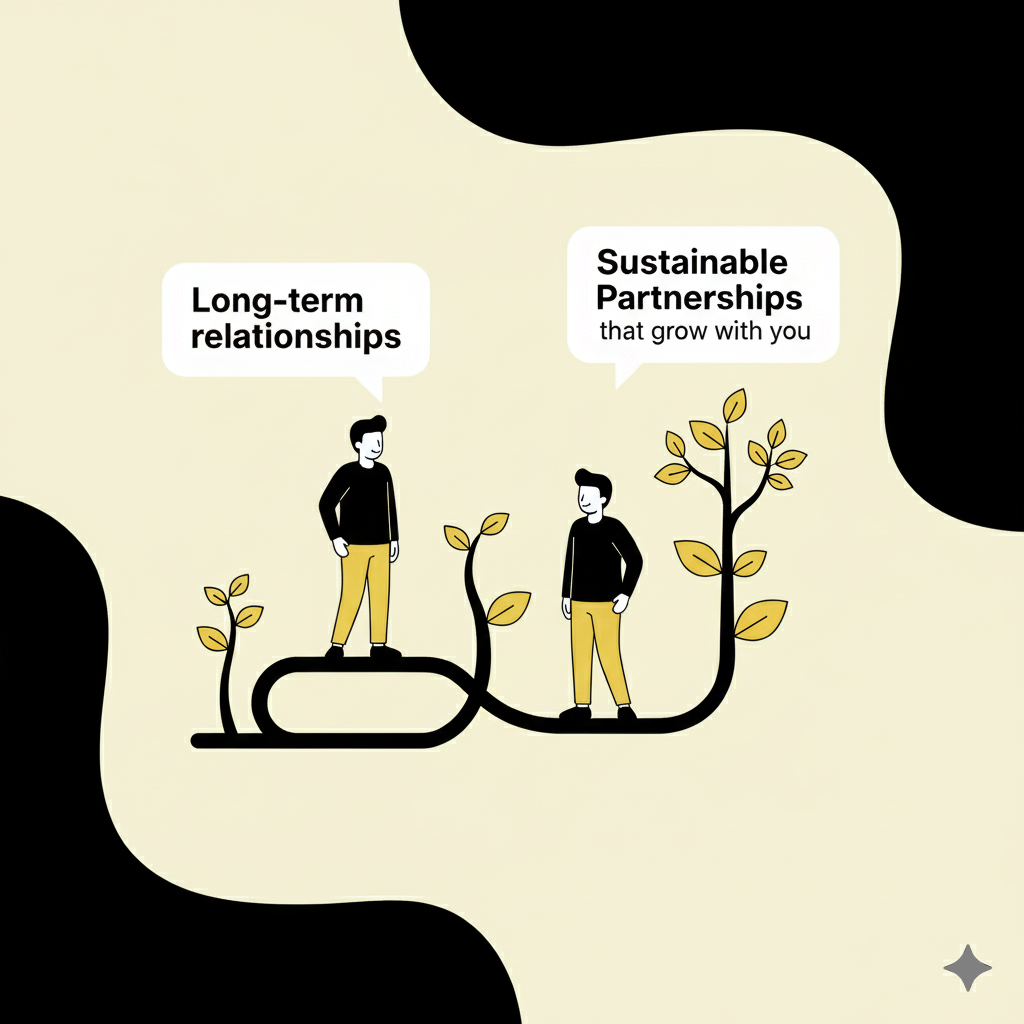 Long-term
relationships
Sustainable
Partnerships
that grow with you